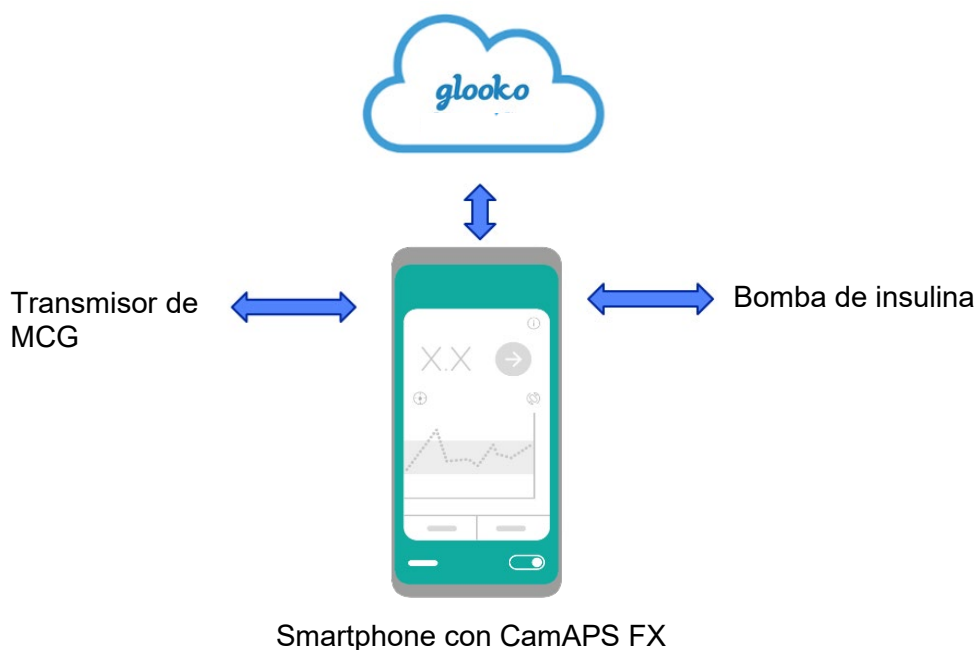 glooko
Transmisor de
MCG
Bomba de insulina
X.X
Smartphone con CamAPS FX